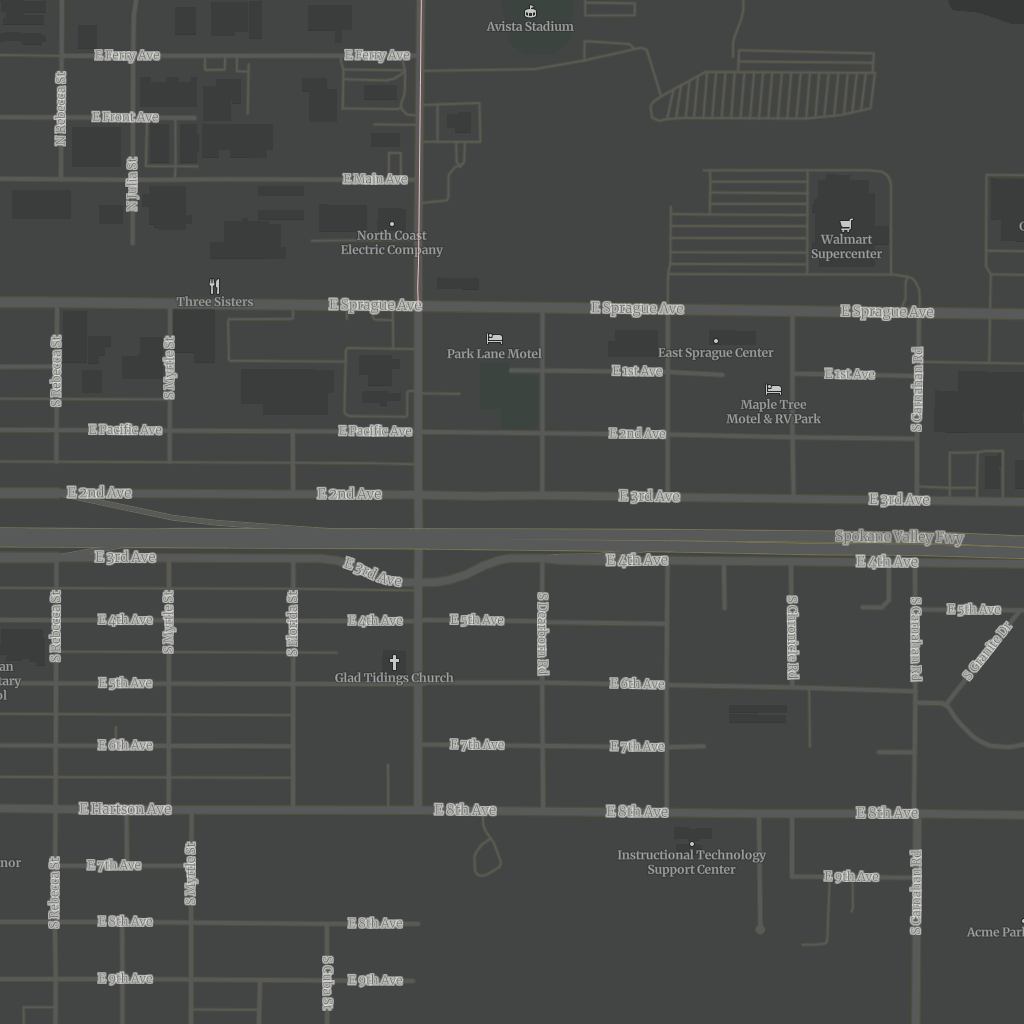 Avista Stadium
E Ferry Ave
E Ferry Ave
N Rebecca St
E Front Ave
N Julia St
E Main Ave
North Coast
Electric Company
Walmart
Supercenter
Three Sisters
E Sprague Ave
E Sprague Ave
E Sprague Ave
S Rebecca St
S Myrtle St
Park Lane Motel
East Sprague Center
E 1st Ave
E 1st Ave
S Carnahan Rd
Maple Tree
Motel & RV Park
E Pacific Ave
E Pacific Ave
E 2nd Ave
E 2nd Ave
E 2nd Ave
E 3rd Ave
E 3rd Ave
Spokane Valley Fwy
E 3rd Ave
E 3rd Ave
E 4th Ave
E 4th Ave
S Rebecca St
S Myrtle St
S Florida St
E 4th Ave
E 4th Ave
E 5th Ave
S Dearborn Rd
S Chronicle Rd
S Carnahan Rd
E 5th Ave
S Granite Dr
an
tary
ol
Glad Tidings Church
E 5th Ave
E 6th Ave
E 6th Ave
E 7th Ave
E 7th Ave
E Hartson Ave
E 8th Ave
E 8th Ave
E 8th Ave
nor
E 7th Ave
S Rebecca St
S Myrtle St
Instructional Technology
Support Center
E 9th Ave
S Carnahan Rd
E 8th Ave
E 8th Ave
Acme Par
E 9th Ave
S Cuba St
E 9th Ave